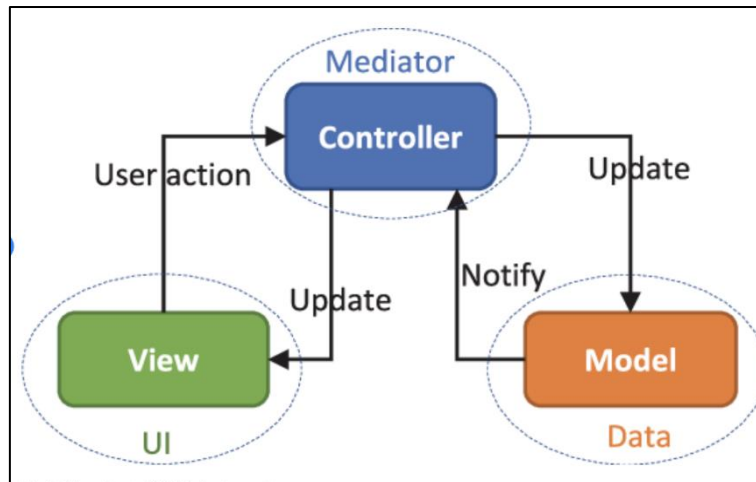 Mediator
Controller
User action
Update
Notify
Update
View
Model
UI
Data